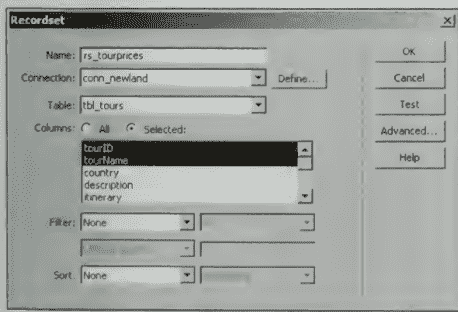 Recordset
Name: rs_tourprices
Connection: conn_newland Define...
Table: tbl_tours
Columns: All Selected:
tourID
tourName
country
description
itinerary
Filter: None
Sort: None
OK
Cancel
Test
Advanced...
Help